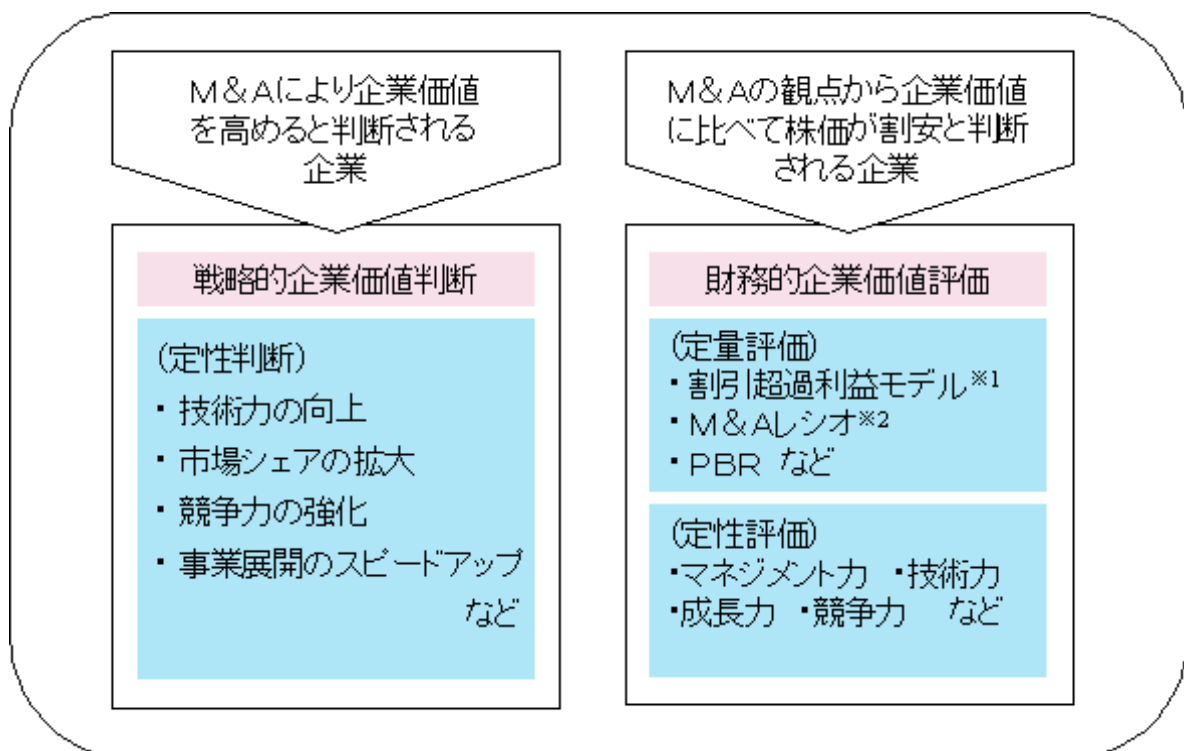 M&Aにより企業価値
を高めると判断される
企業
戦略的企業価値判断
(定性判断)
・技術力の向上
・市場シェアの拡大
・競争力の強化
・事業展開のスピードアップ
など
M&Aの観点から企業価値
に比べて株価が割安と判断
される企業
財務的企業価値評価
(定量評価)
・割引超過利益モデル※1
・M&Aレシオ※2
・PBR など
(定性評価)
・マネジメント力 ・技術力
・成長力 ・競争力 など